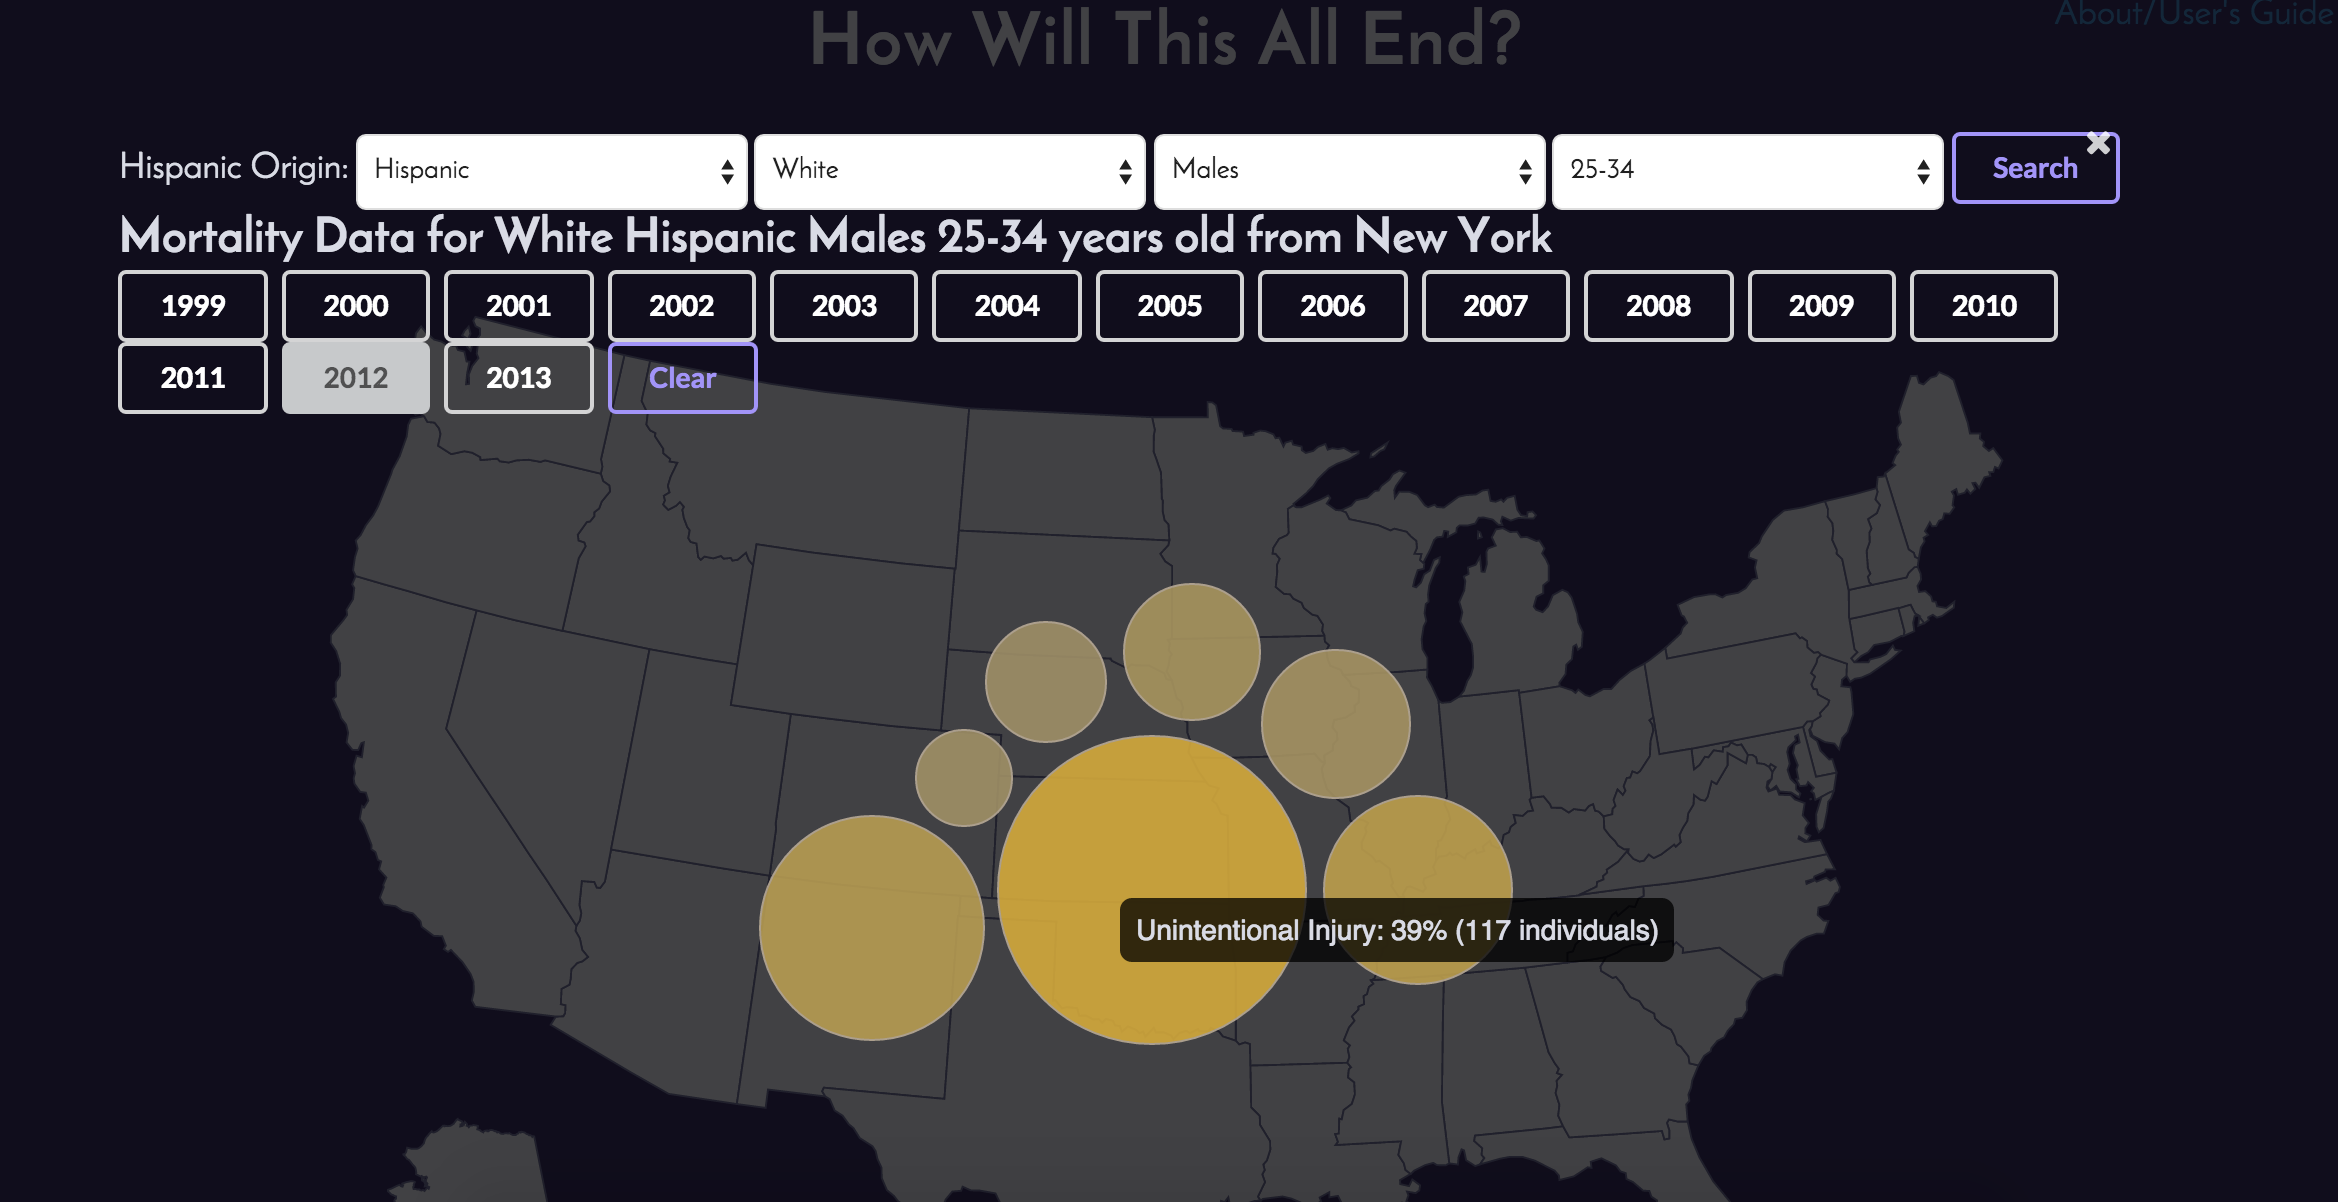 How Will This All End?
About/User's Guide
Hispanic Origin: Hispanic White Males 25-34 Search
Mortality Data for White Hispanic Males 25-34 years old from New York
1999 2000 2001 2002 2003 2004 2005 2006 2007 2008 2009 2010
2011 2012 2013 Clear
Unintentional Injury: 39% (117 individuals)